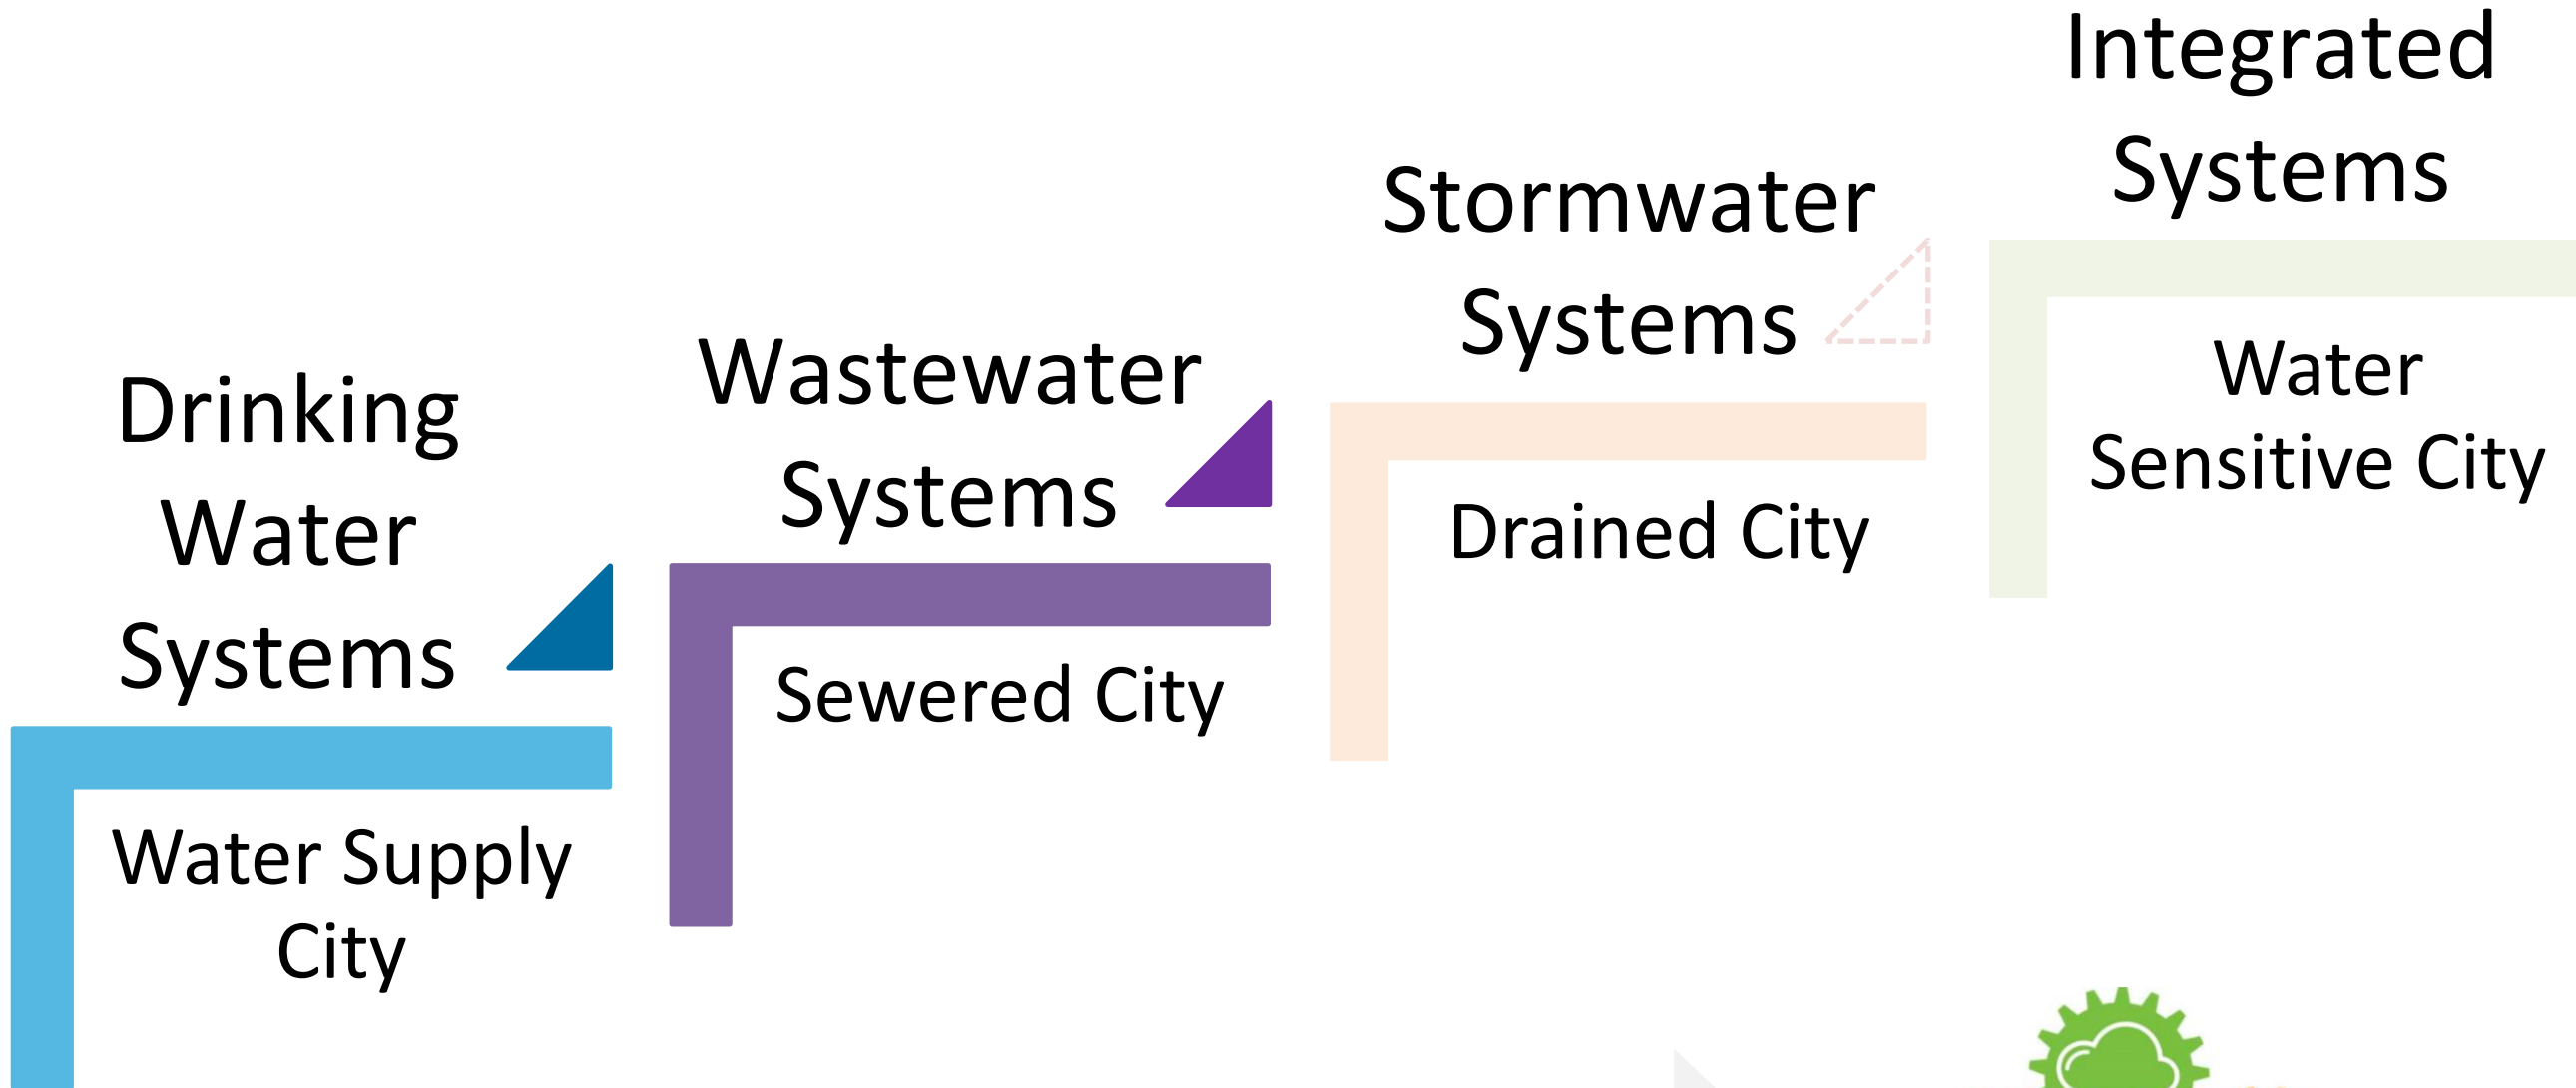 Drinking
Water
Systems
Water Supply
City
Wastewater
Systems
Sewered City
Stormwater
Systems
Drained City
Integrated
Systems
Water
Sensitive City